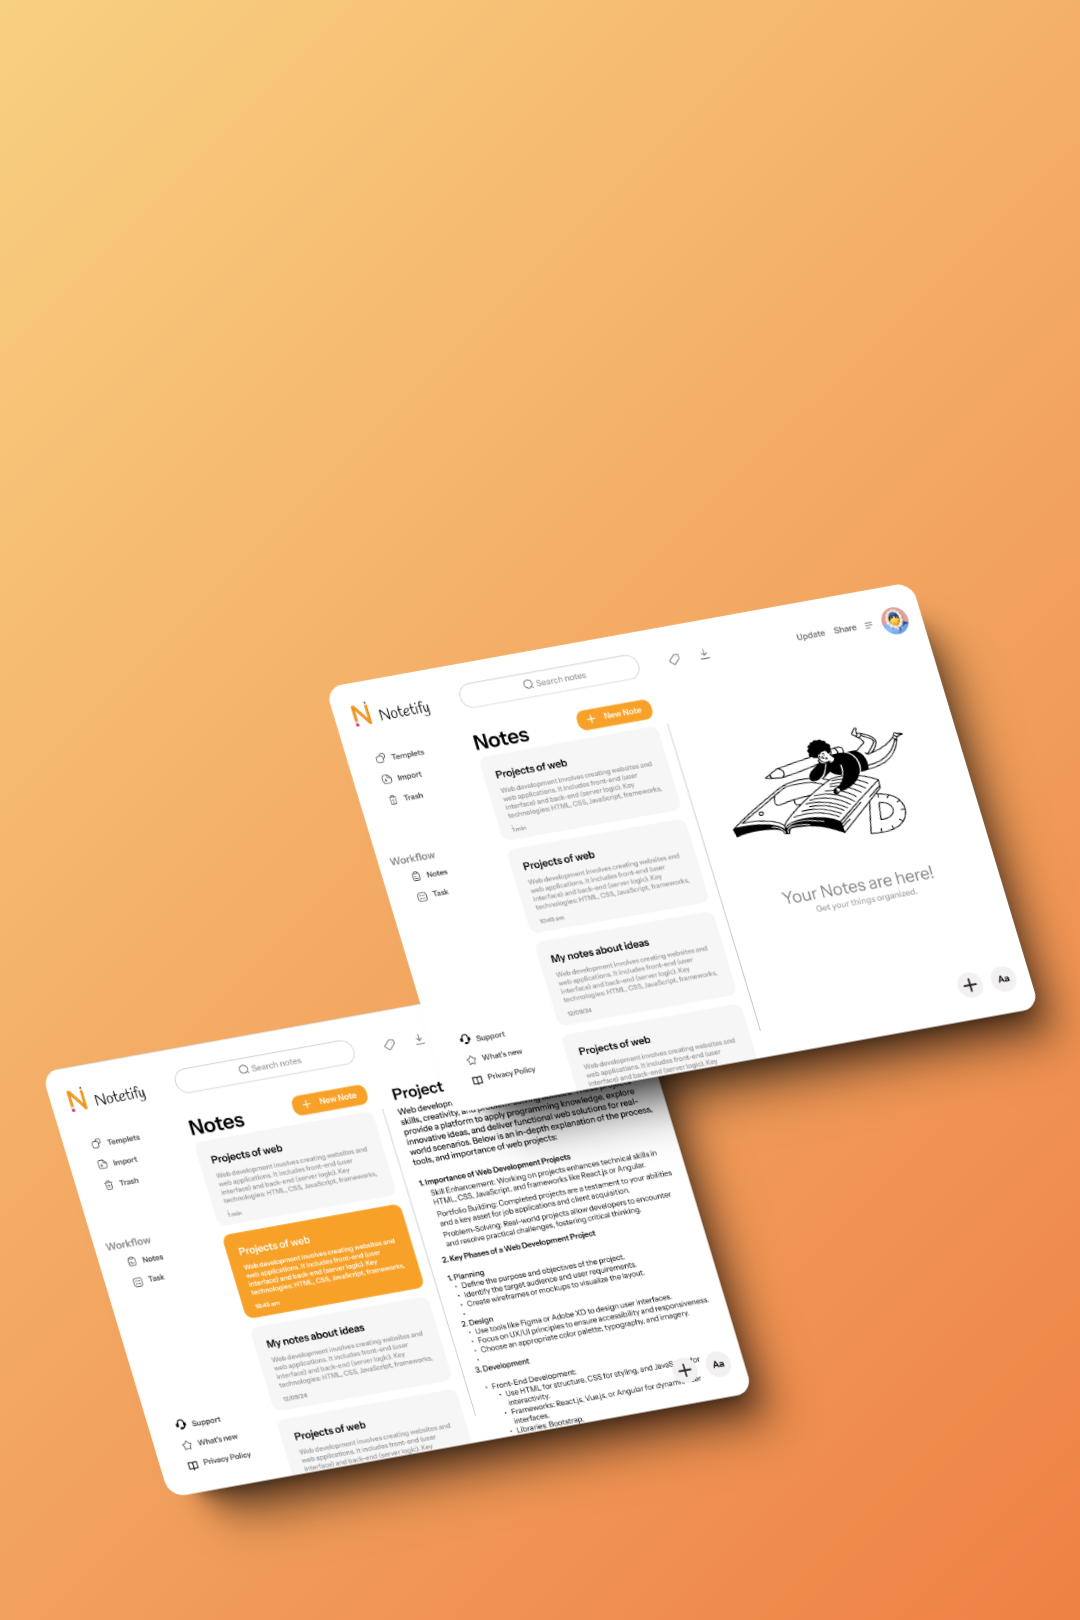 Notetify
Search notes
Update
Share
Templets
Import
Trash
Workflow
Notes
Task
Support
What's new
Privacy Policy
Notes
New Note
Projects of web
Web development involves creating websites and
web applications. It includes front-end (user
interface) and back-end (server logic). Key
technologies: HTML, CSS, JavaScript, frameworks,
1min
Projects of web
Web development involves creating websites and
web applications. It includes front-end (user
interface) and back-end (server logic). Key
technologies: HTML, CSS, JavaScript, frameworks,
10:45 am
My notes about ideas
Web development involves creating websites and
web applications. It includes front-end (user
interface) and back-end (server logic). Key
technologies: HTML, CSS, JavaScript, frameworks,
12/09/24
Projects of web
Web development involves creating websites and
web applications. It includes front-end (user
interface) and back-end (server logic). Key
Your Notes are here!
Get your things organized.
Aa
Notetify
Search notes
Templets
Import
Trash
Workflow
Notes
Task
Support
What's new
Privacy Policy
Notes
New Note
Projects of web
Web development involves creating websites and
web applications. It includes front-end (user
interface) and back-end (server logic). Key
technologies: HTML, CSS, JavaScript, frameworks,
1min
Projects of web
Web development involves creating websites and
web applications. It includes front-end (user
interface) and back-end (server logic). Key
technologies: HTML, CSS, JavaScript, frameworks,
10:45 am
My notes about ideas
Web development involves creating websites and
web applications. It includes front-end (user
interface) and back-end (server logic). Key
technologies: HTML, CSS, JavaScript, frameworks,
12/09/24
Projects of web
Web development involves creating websites and
web applications. It includes front-end (user
interface) and back-end (server logic). Key
Project
Web develop
skills, creativity, and
provide a platform to apply programming knowledge, explore
innovative ideas, and deliver functional web solutions for real-
world scenarios. Below is an in-depth explanation of the process,
tools, and importance of web projects:
1. Importance of Web Development Projects
Skill Enhancement: Working on projects enhances technical skills in
HTML, CSS, JavaScript, and frameworks like React.js or Angular.
Portfolio Building: Completed projects are a testament to your abilities
and a key asset for job applications and client acquisition.
Problem-Solving: Real-world projects allow developers to encounter
and resolve practical challenges, fostering critical thinking.
2. Key Phases of a Web Development Project
1. Planning
• Define the purpose and objectives of the project.
• Identify the target audience and user requirements.
• Create wireframes or mockups to visualize the layout.
•
2. Design
• Use tools like Figma or Adobe XD to design user interfaces.
• Focus on UX/UI principles to ensure accessibility and responsiveness.
• Choose an appropriate color palette, typography, and imagery.
•
3. Development
• Front-End Development:
• Use HTML for structure, CSS for styling, and JavaS for
interactivity.
• Frameworks: React.js, Vue.js, or Angular for dynam
interfaces.
• Libraries: Bootstrap,
Aa